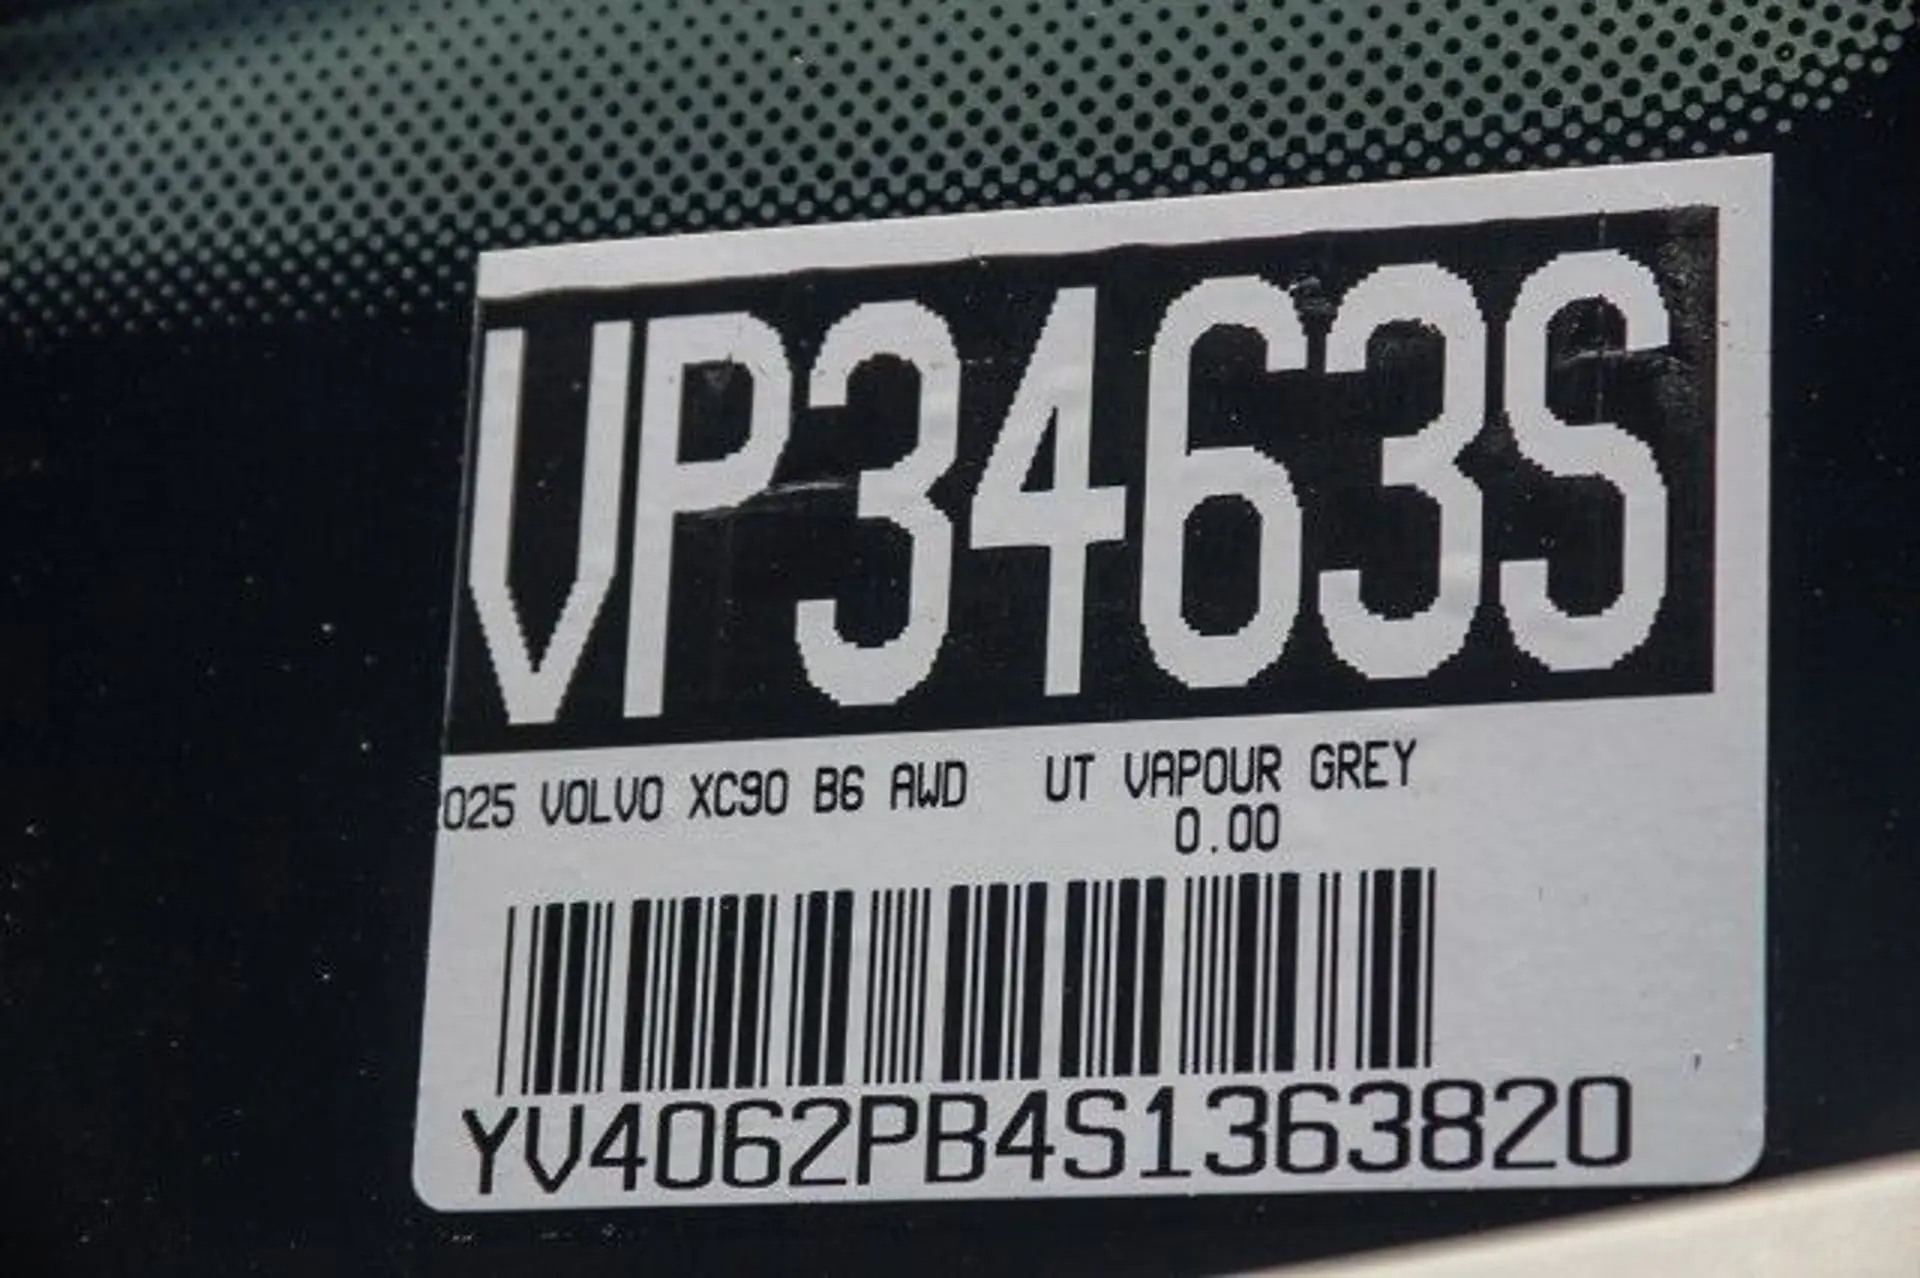 VP3463S
025 VOLVO XC90 B6 AWD UT VAPOUR GREY
0.00
YV4062PB4S1363820